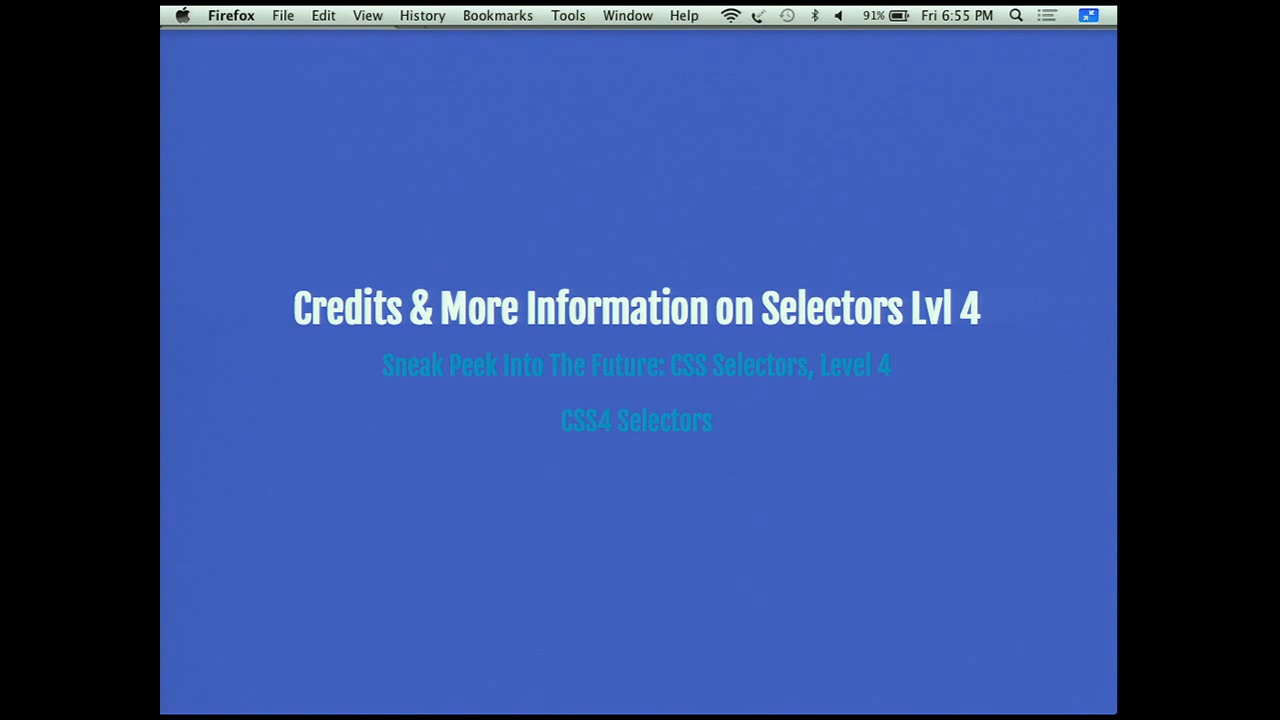 Firefox File Edit View History Bookmarks Tools Window Help 91% Fri 6:55 PM
Credits & More Information on Selectors Lvl 4
Sneak Peek Into The Future: CSS Selectors, Level 4
CSS4 Selectors